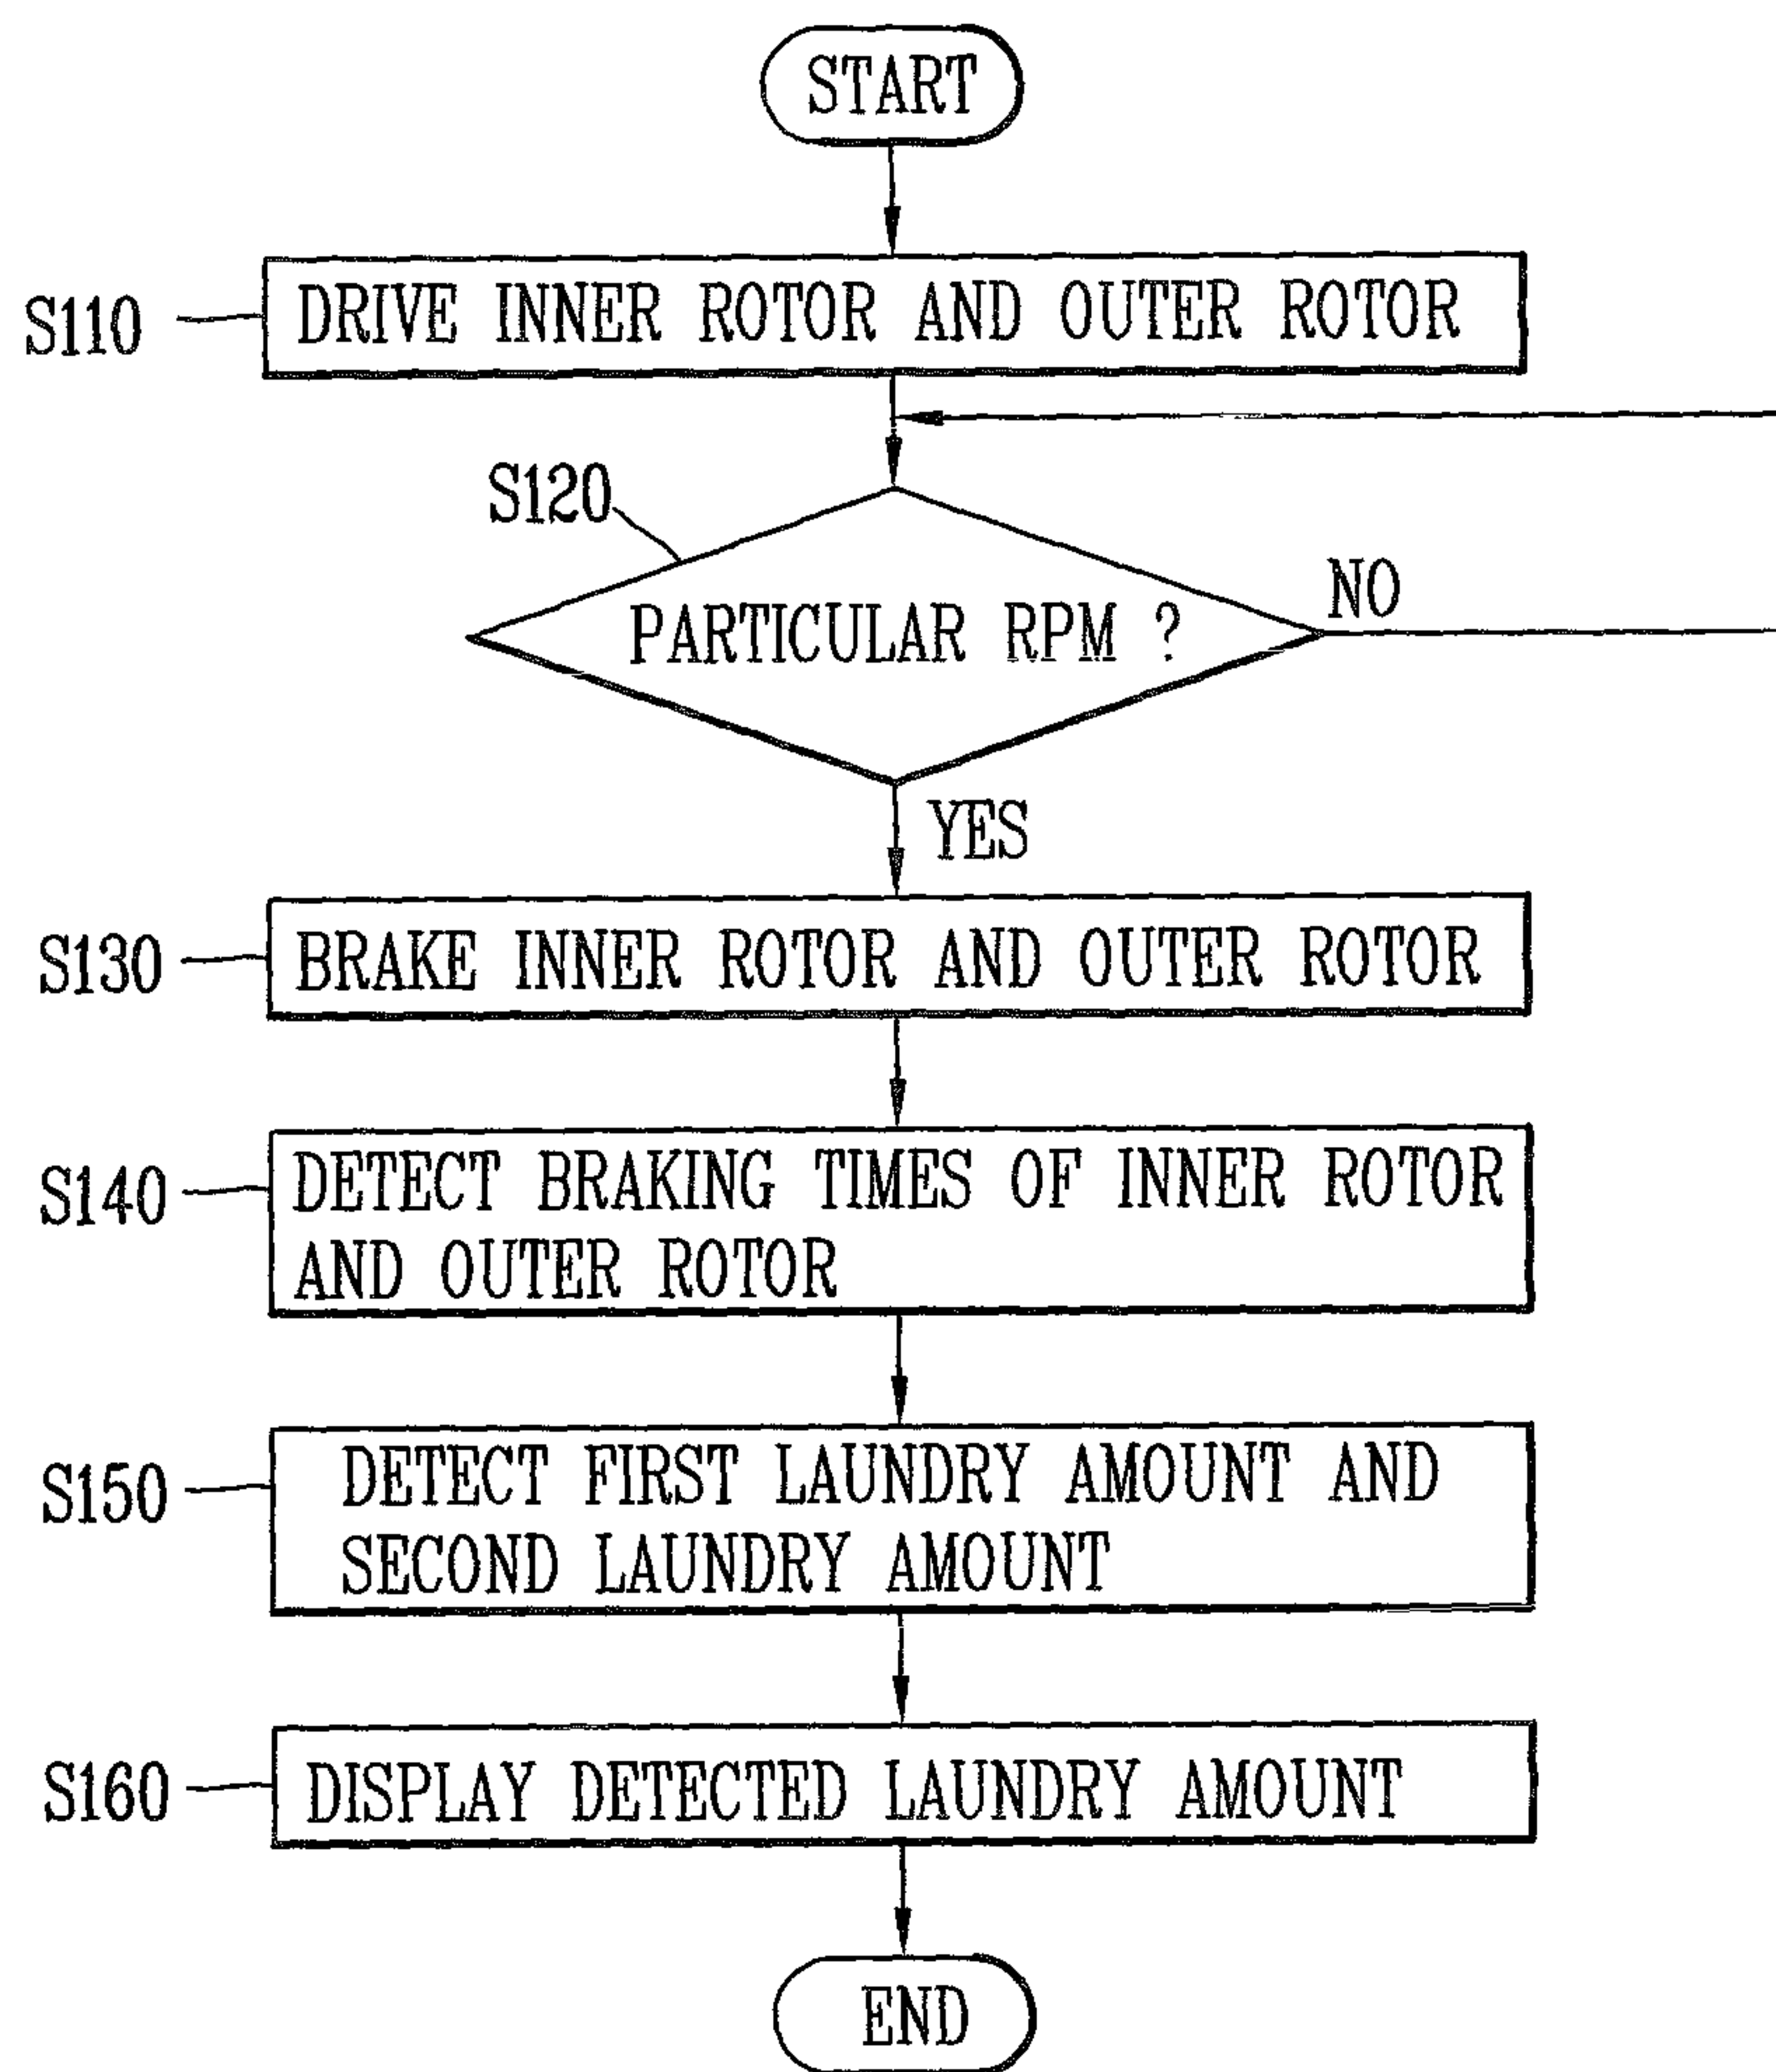 START
S110
DRIVE INNER ROTOR AND OUTER ROTOR
S120
PARTICULAR RPM ?
NO
YES
S130
BRAKE INNER ROTOR AND OUTER ROTOR
S140
DETECT BRAKING TIMES OF INNER ROTOR
AND OUTER ROTOR
S150
DETECT FIRST LAUNDRY AMOUNT AND
SECOND LAUNDRY AMOUNT
S160
DISPLAY DETECTED LAUNDRY AMOUNT
END